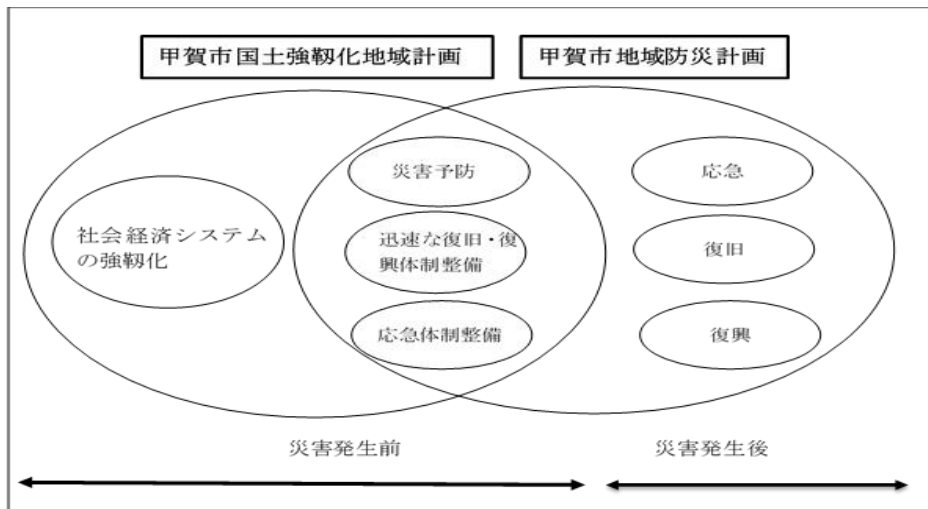 甲賀市国土強靱化地域計画
甲賀市地域防災計画
社会経済システム
の強靱化
災害予防
迅速な復旧・復
興体制整備
応急体制整備
応急
復旧
復興
災害発生前
災害発生後